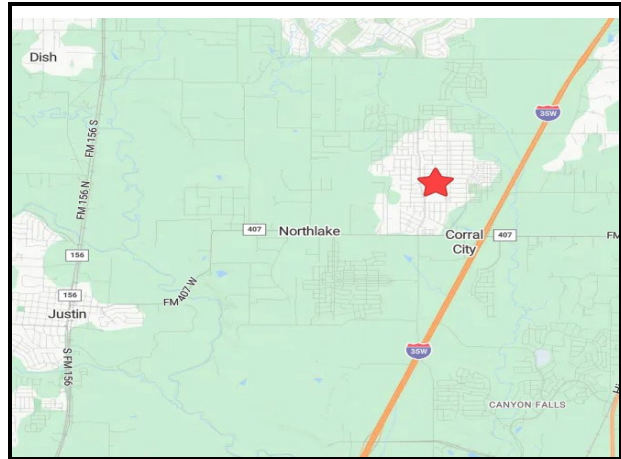 Dish
35W
FM 156 S
FM 156 N
407
Northlake
Corral
City
407
FM
156
156
FM 407 W
Justin
35W
S FM 156
CANYON FALLS